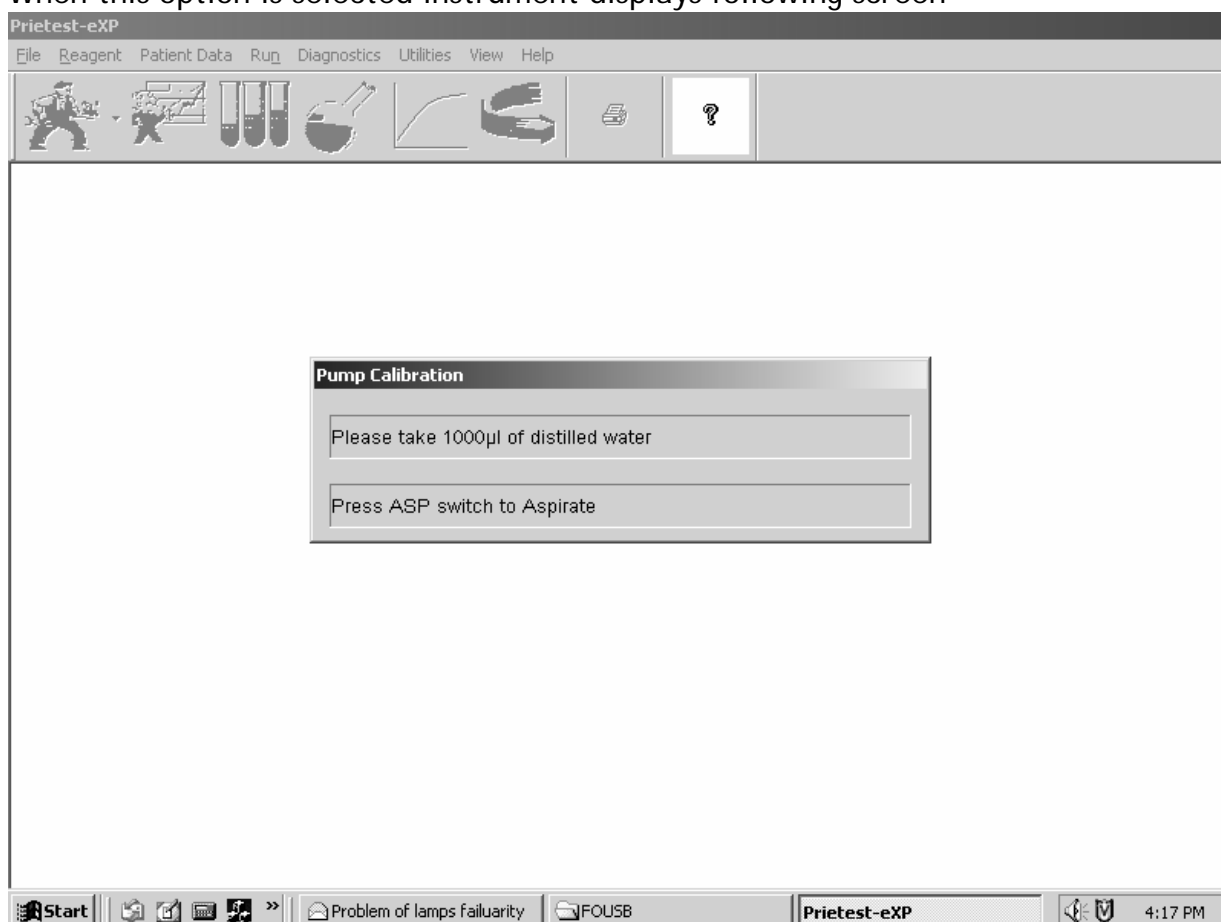 When this option is selected instrument displays following screen
Prietest-eXP
File Reagent Patient Data Run Diagnostics Utilities View Help
?
Pump Calibration
Please take 1000µl of distilled water
Press ASP switch to Aspirate
Start » Problem of lamps failuarity FOUSB Prietest-eXP 4:17 PM